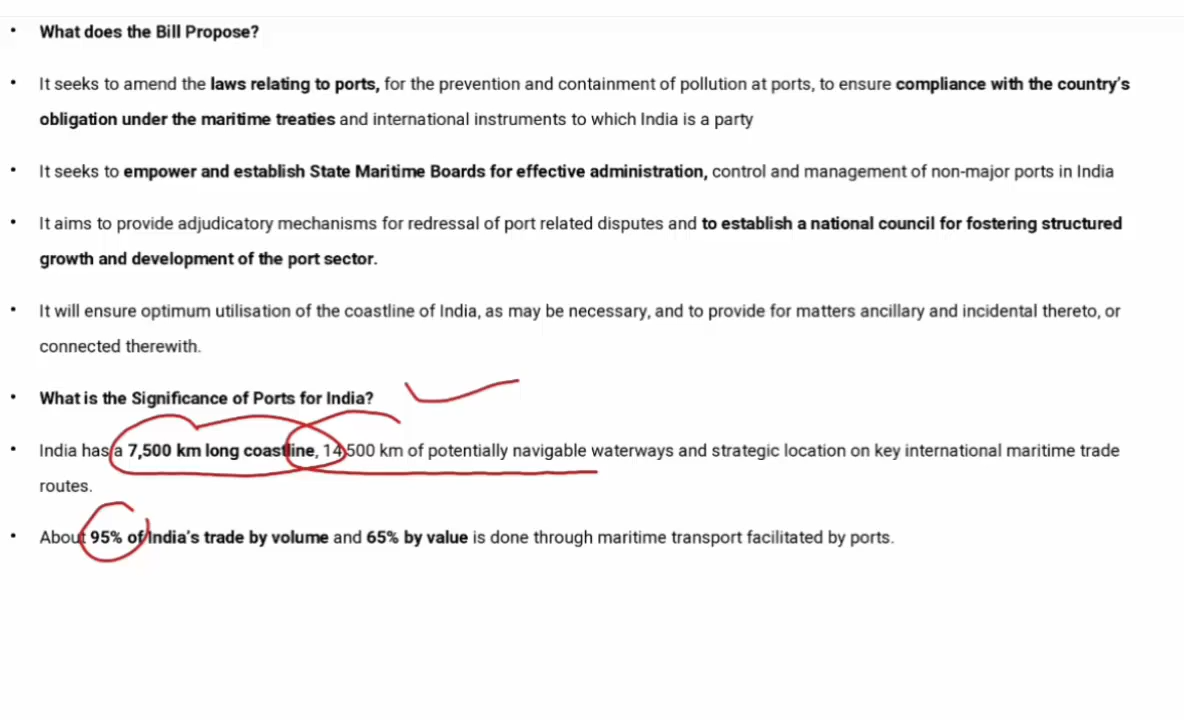 • What does the Bill Propose?
• It seeks to amend the laws relating to ports, for the prevention and containment of pollution at ports, to ensure compliance with the country's
obligation under the maritime treaties and international instruments to which India is a party
• It seeks to empower and establish State Maritime Boards for effective administration, control and management of non-major ports in India
• It aims to provide adjudicatory mechanisms for redressal of port related disputes and to establish a national council for fostering structured
growth and development of the port sector.
• It will ensure optimum utilisation of the coastline of India, as may be necessary, and to provide for matters ancillary and incidental thereto, or
connected therewith.
• What is the Significance of Ports for India?
• India has a 7,500 km long coastline, 14,500 km of potentially navigable waterways and strategic location on key international maritime trade
routes.
• About 95% of India's trade by volume and 65% by value is done through maritime transport facilitated by ports.